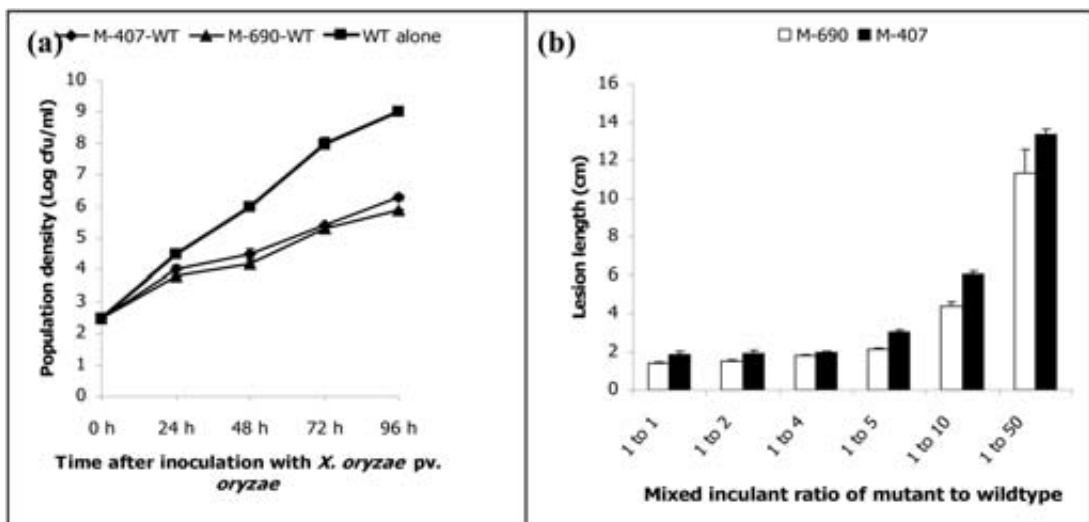 (a)
M-407-WT M-690-WT WT alone
Population density (Log cfu/ml)
10
9
8
7
6
5
4
3
2
1
0
0 h 24 h 48 h 72 h 96 h
Time after inoculation with X. oryzae pv.
oryzae
(b)
M-690 M-407
Lesion length (cm)
16
14
12
10
8
6
4
2
0
1 to 1 1 to 2 1 to 4 1 to 5 1 to 10 1 to 50
Mixed inculant ratio of mutant to wildtype